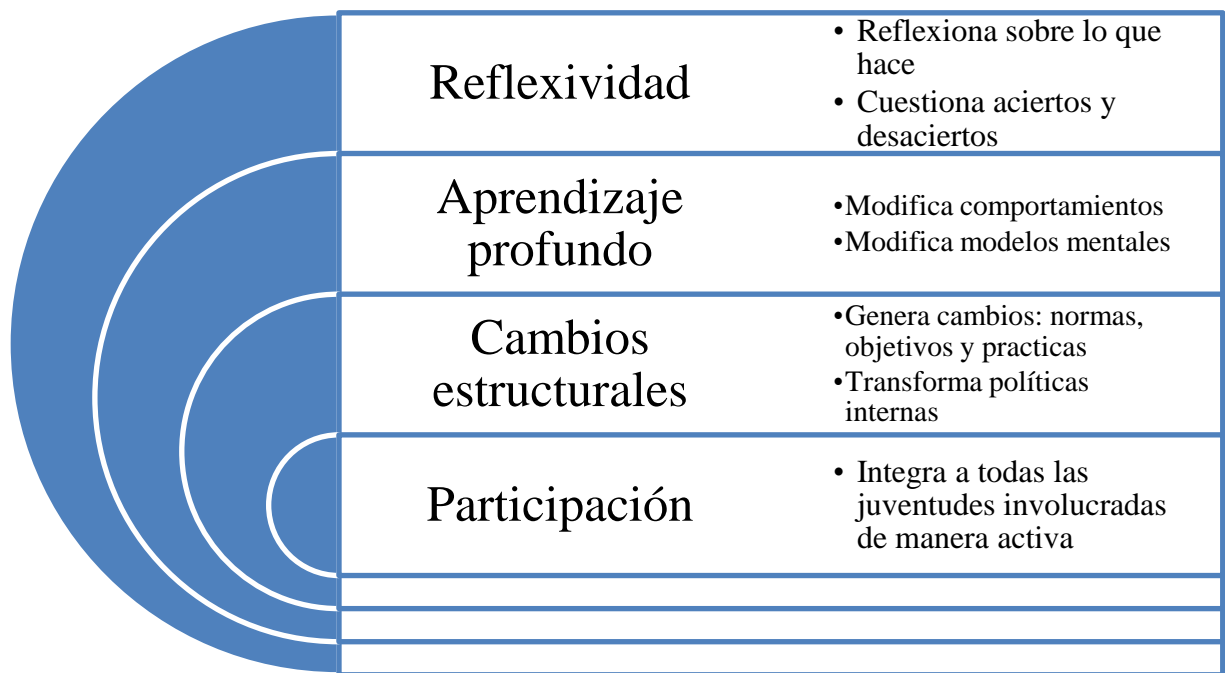 Reflexividad
• Reflexiona sobre lo que
hace
• Cuestiona aciertos y
desaciertos
Aprendizaje
profundo
•Modifica comportamientos
•Modifica modelos mentales
Cambios
estructurales
•Genera cambios: normas,
objetivos y practicas
•Transforma políticas
internas
Participación
• Integra a todas las
juventudes involucradas
de manera activa